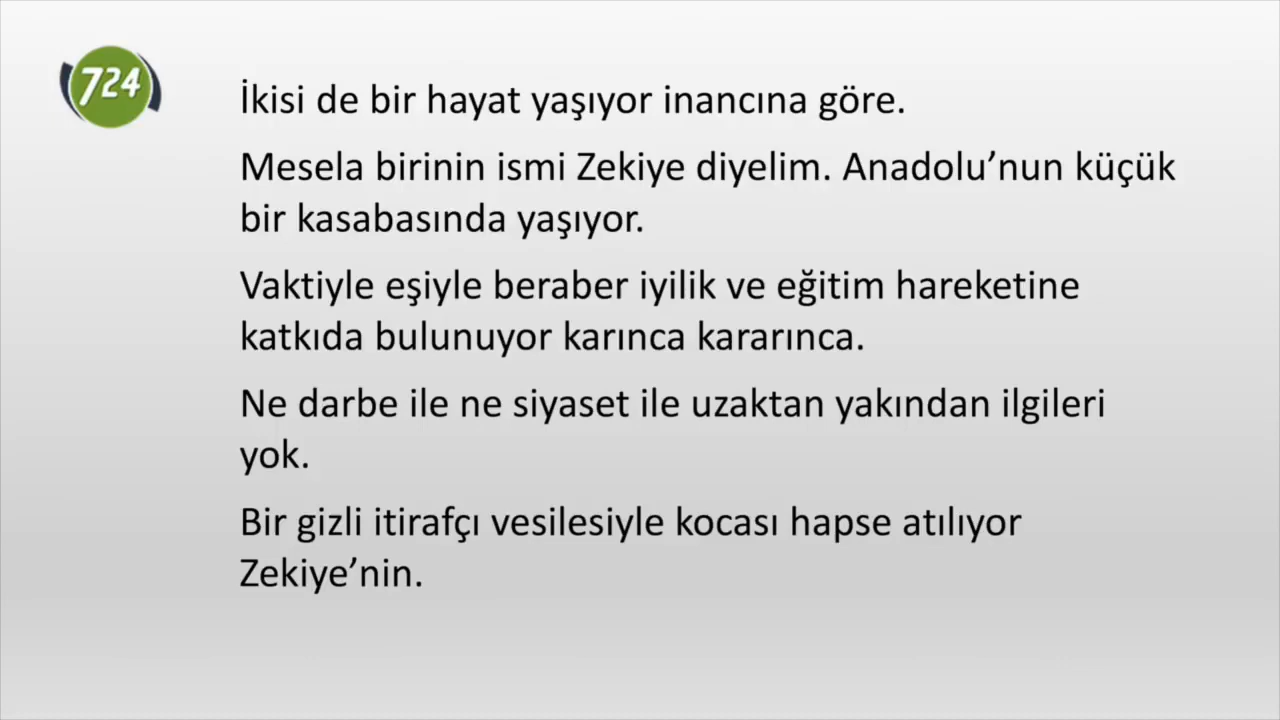 724
İkisi de bir hayat yaşıyor inancına göre.
Mesela birinin ismi Zekiye diyelim. Anadolu’nun küçük
bir kasabasında yaşıyor.
Vaktiyle eşiyle beraber iyilik ve eğitim hareketine
katkıda bulunuyor karınca kararınca.
Ne darbe ile ne siyaset ile uzaktan yakından ilgileri
yok.
Bir gizli itirafçı vesilesiyle kocası hapse atılıyor
Zekiye’nin.